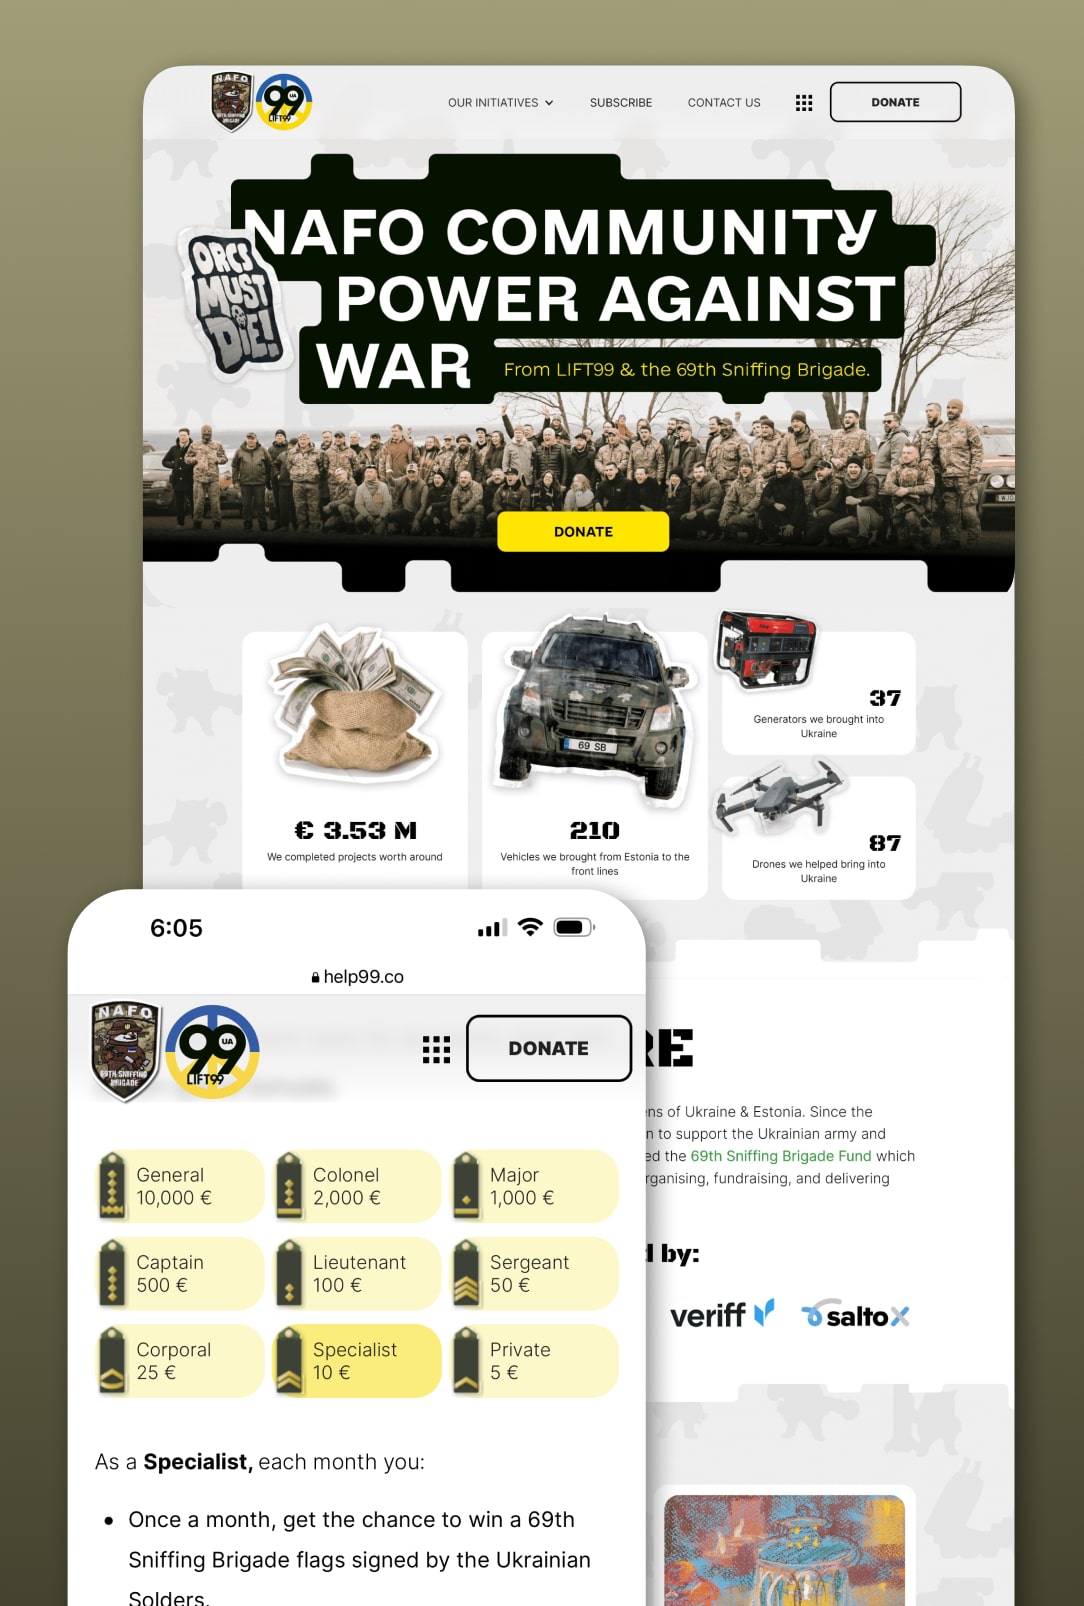 NAFO
69TH SNIFFING
BRIGADE
99
UA
LIFT99
OUR INITIATIVES
SUBSCRIBE
CONTACT US
DONATE
ORCS
MUST
DIE!
NAFO COMMUNITY
POWER AGAINST
WAR
From LIFT99 & the 69th Sniffing Brigade.
DONATE
69 SB
€ 3.53 M
We completed projects worth around
210
Vehicles we brought from Estonia to the
front lines
37
Generators we brought into
Ukraine
87
Drones we helped bring into
Ukraine
RE
ens of Ukraine & Estonia. Since the
n to support the Ukrainian army and
ed the 69th Sniffing Brigade Fund which
rganising, fundraising, and delivering
d by:
veriff
saltoX
6:05
help99.co
NAFO
69TH SNIFFING
BRIGADE
99
UA
LIFT99
DONATE
General
10,000 €
Colonel
2,000 €
Major
1,000 €
Captain
500 €
Lieutenant
100 €
Sergeant
50 €
Corporal
25 €
Specialist
10 €
Private
5 €
As a Specialist, each month you:
• Once a month, get the chance to win a 69th
Sniffing Brigade flags signed by the Ukrainian
Solders.